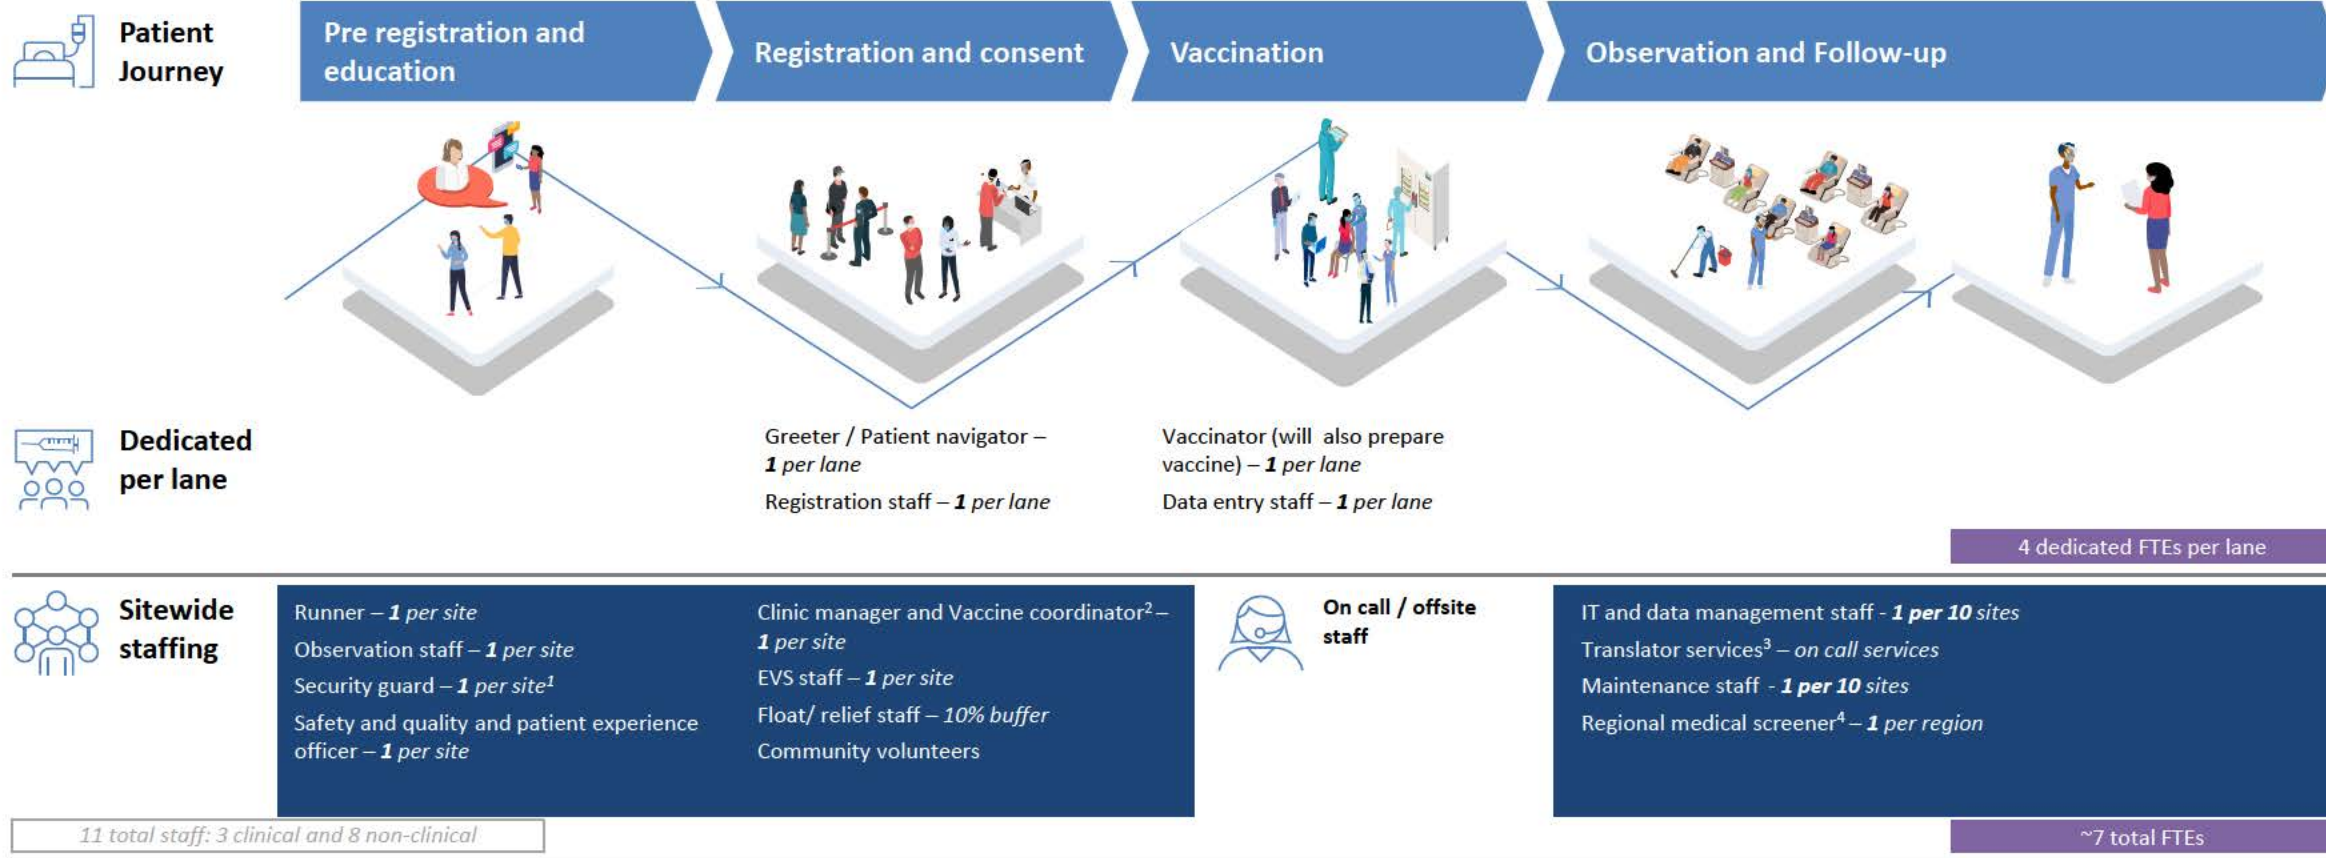 Patient
Journey
Pre registration and
education
Registration and consent
Vaccination
Observation and Follow-up
Dedicated
per lane
Greeter / Patient navigator –
1 per lane
Registration staff – 1 per lane
Vaccinator (will also prepare
vaccine) – 1 per lane
Data entry staff – 1 per lane
4 dedicated FTEs per lane
Sitewide
staffing
Runner – 1 per site
Observation staff – 1 per site
Security guard – 1 per site¹
Safety and quality and patient experience
officer – 1 per site
Clinic manager and Vaccine coordinator² –
1 per site
EVS staff – 1 per site
Float/ relief staff – 10% buffer
Community volunteers
On call / offsite
staff
IT and data management staff - 1 per 10 sites
Translator services³ – on call services
Maintenance staff - 1 per 10 sites
Regional medical screener⁴ – 1 per region
11 total staff: 3 clinical and 8 non-clinical
~7 total FTEs